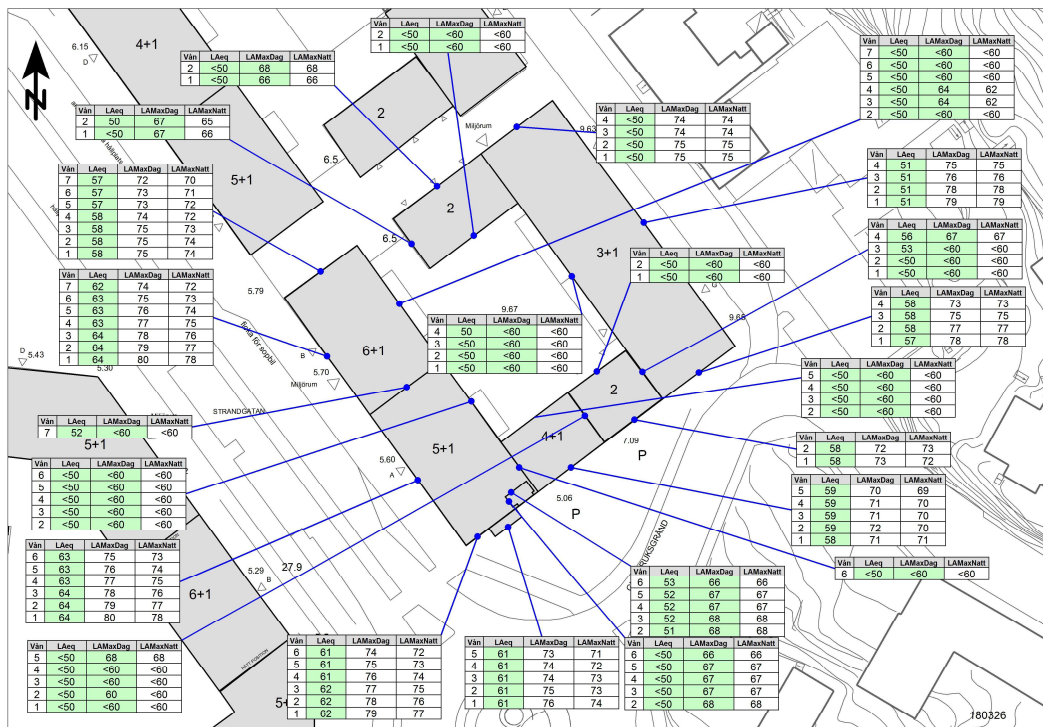 Vån LAeq LAMaxDag LAMaxNatt
2 <50 <60 <60
1 <50 <60 <60
Vån LAeq LAMaxDag LAMaxNatt
2 <50 68 68
1 <50 66 66
Vån LAeq LAMaxDag LAMaxNatt
7 <50 <60 <60
6 <50 <60 <60
5 <50 <60 <60
4 <50 64 62
3 <50 64 62
2 <50 <60 <60
6.15
D
4+1
N
Vån LAeq LAMaxDag LAMaxNatt
2 50 67 65
1 <50 67 66
2
Miljörum
Vån LAeq LAMaxDag LAMaxNatt
4 <50 74 74
3 <50 74 74
2 <50 75 75
1 <50 75 75
9.63
6.5
Vån LAeq LAMaxDag LAMaxNatt
4 51 75 75
3 51 76 76
2 51 78 78
1 51 79 79
Vån LAeq LAMaxDag LAMaxNatt
7 57 72 70
6 57 73 71
5 57 73 72
4 58 74 72
3 58 75 73
2 58 75 74
1 58 75 74
5+1
2
6.5
3+1
Vån LAeq LAMaxDag LAMaxNatt
4 56 67 67
3 53 <60 <60
2 <50 <60 <60
1 <50 <60 <60
Vån LAeq LAMaxDag LAMaxNatt
2 <50 <60 <60
1 <50 <60 <60
G
Vån LAeq LAMaxDag LAMaxNatt
7 62 74 72
6 63 75 73
5 63 76 74
4 63 77 75
3 64 78 76
2 04 79 77
1 64 80 78
5.79
9.67
9.65
Vån LAeq LAMaxDag LAMaxNatt
4 58 73 73
3 58 75 75
2 58 77 77
1 57 78 78
Vån LAeq LAMaxDag LAMaxNatt
4 50 <60 <60
3 <50 <60 <60
2 <50 <60 <60
1 <50 <60 <60
D
5.43
5.30
ficka för sopbil
B
5.70
Miljörum
6+1
Vån LAeq LAMaxDag LAMaxNatt
5 <50 <60 <60
4 <50 <60 <60
3 <50 <60 <60
2 <50 <60 <60
STRANDGATAN
2
Vån LAeq LAMaxDag LAMaxNatt
7 52 <60 <60
5+1
5+1
4+1
7.09
P
Vån LAeq LAMaxDag LAMaxNatt
2 58 72 73
1 58 73 72
5.60
A
Vån LAeq LAMaxDag LAMaxNatt
6 <50 <60 <60
5 <50 <60 <60
4 <50 <60 <60
3 <50 <60 <60
2 <50 <60 <60
Vån LAeq LAMaxDag LAMaxNatt
5 59 70 69
4 59 71 70
3 59 71 70
2 59 72 70
1 58 71 71
5.06
P
Vån LAeq LAMaxDag LAMaxNatt
6 63 75 73
5 63 76 74
4 63 77 75
3 64 78 76
2 64 79 77
1 64 80 78
5.29
B
27.9
6+1
Vån LAeq LAMaxDag LAMaxNatt
6 <50 <60 <60
Vån LAeq LAMaxDag LAMaxNatt
6 53 66 66
5 52 67 67
4 52 67 67
3 52 68 68
2 51 68 68
Vån LAeq LAMaxDag LAMaxNatt
5 <50 68 68
4 <50 <60 <60
3 <50 <60 <60
2 <50 60 <60
1 <50 <60 <60
Vån LAeq LAMaxDag LAMaxNatt
6 61 74 72
5 61 75 73
4 61 76 74
3 62 77 75
2 62 78 76
1 02 79 77
Vån LAeq LAMaxDag LAMaxNatt
5 61 73 71
4 61 74 72
3 61 74 73
2 61 75 73
1 61 76 74
Vån LAeq LAMaxDag LAMaxNatt
6 <50 66 66
5 <50 67 67
4 <50 67 67
3 <50 67 67
2 <50 68 68
180326